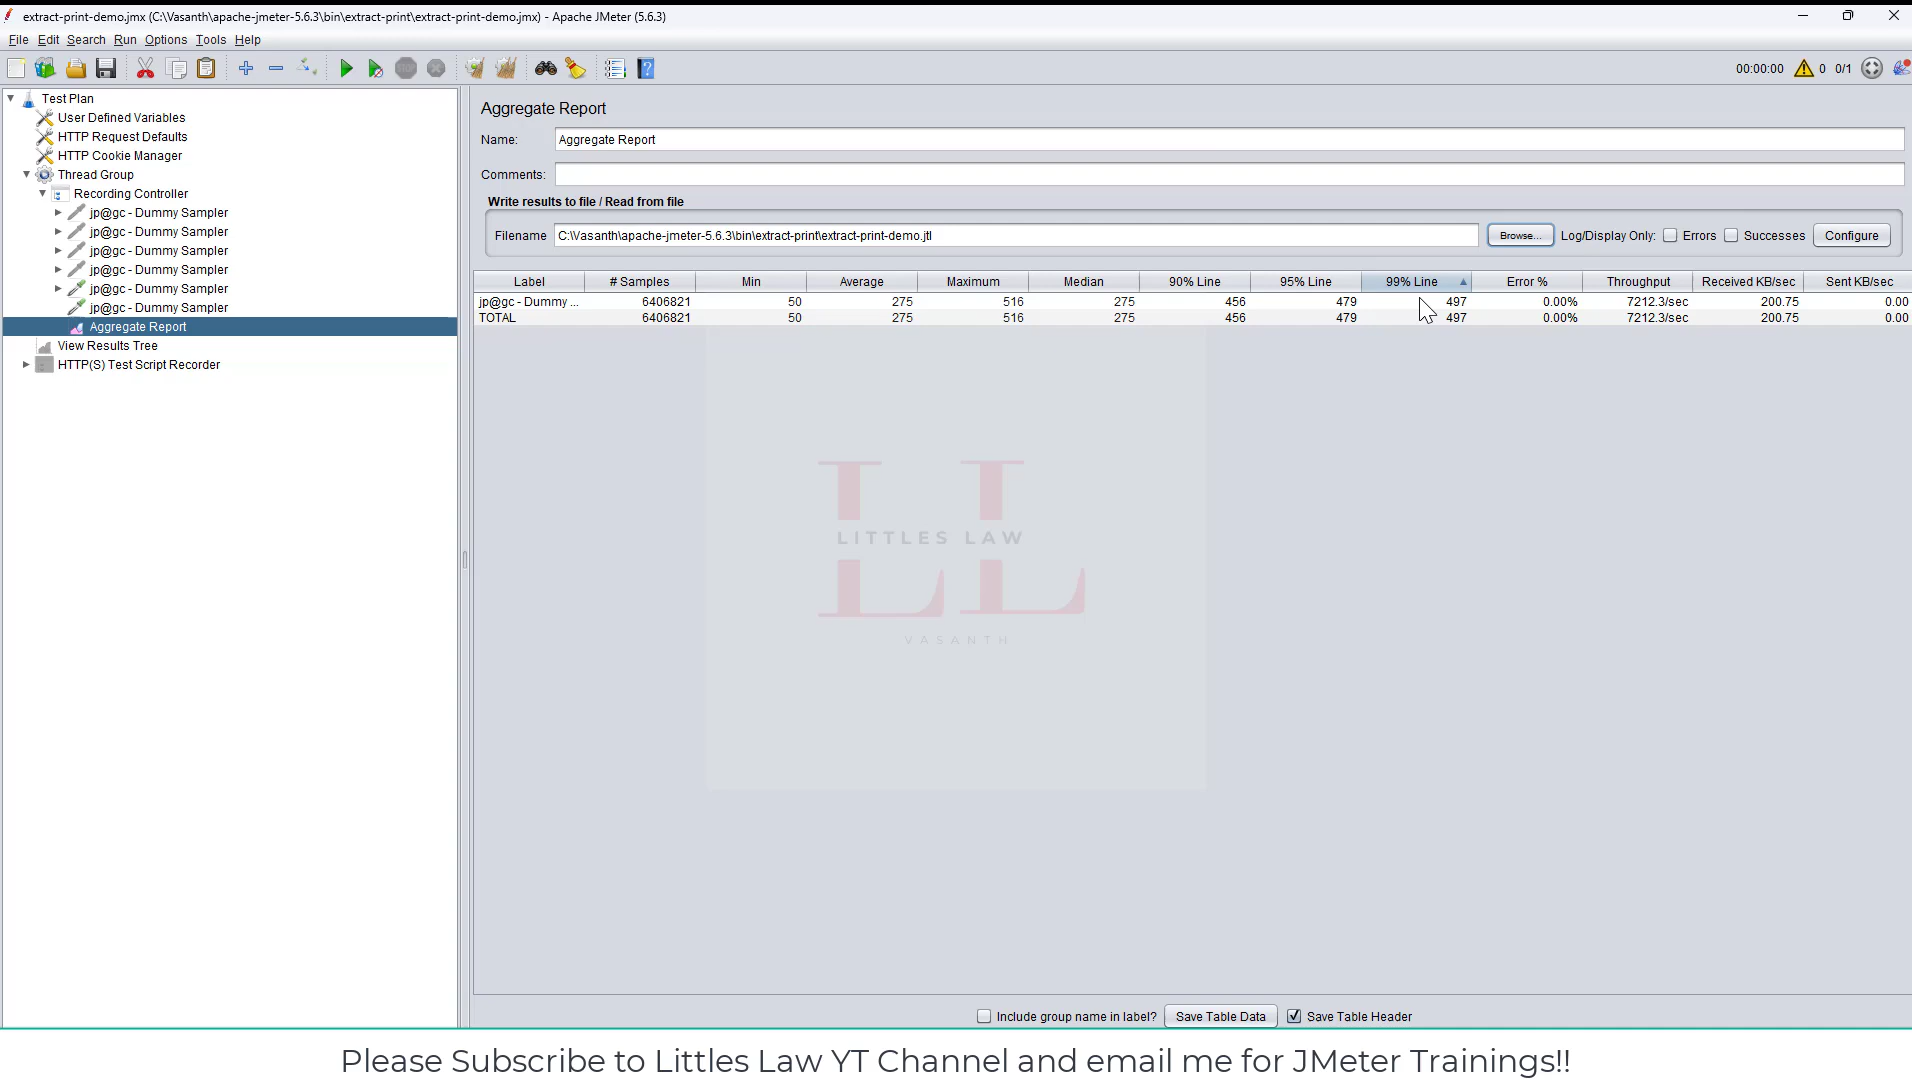 extract-print-demo.jmx (C:\Vasanth\apache-jmeter-5.6.3\bin\extract-print\extract-print-demo.jmx) - Apache JMeter (5.6.3)
File Edit Search Run Options Tools Help
STOP
00:00:00 0 0/1
Test Plan
User Defined Variables
HTTP Request Defaults
HTTP Cookie Manager
Thread Group
Recording Controller
jp@gc - Dummy Sampler
jp@gc - Dummy Sampler
jp@gc - Dummy Sampler
jp@gc - Dummy Sampler
jp@gc - Dummy Sampler
jp@gc - Dummy Sampler
Aggregate Report
View Results Tree
HTTP(S) Test Script Recorder
Aggregate Report
Name: Aggregate Report
Comments:
Write results to file / Read from file
Filename C:\Vasanth\apache-jmeter-5.6.3\bin\extract-print\extract-print-demo.jtl Browse... Log/Display Only: Errors Successes Configure
Label # Samples Min Average Maximum Median 90% Line 95% Line 99% Line Error % Throughput Received KB/sec Sent KB/sec
jp@gc - Dummy ... 6406821 50 275 516 275 456 479 497 0.00% 7212.3/sec 200.75 0.00
TOTAL 6406821 50 275 516 275 456 479 497 0.00% 7212.3/sec 200.75 0.00
LL
LITTLES LAW
LL
VASANTH
Include group name in label? Save Table Data Save Table Header
Please Subscribe to Littles Law YT Channel and email me for JMeter Trainings!!